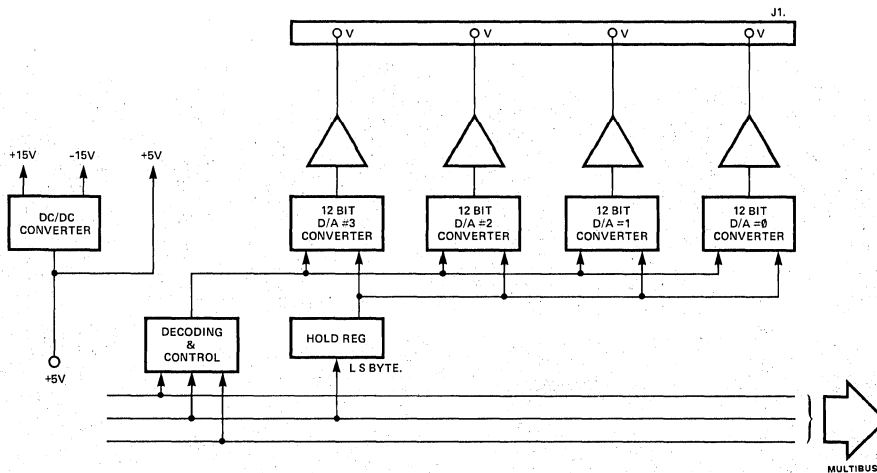 J1.
V V V V
+15V -15V +5V
DC/DC
CONVERTER
12 BIT
D/A #3
CONVERTER
12 BIT
D/A #2
CONVERTER
12 BIT
D/A =1
CONVERTER
12 BIT
D/A =0
CONVERTER
DECODING
&
CONTROL
HOLD REG
L S BYTE.
+5V
MULTIBUS